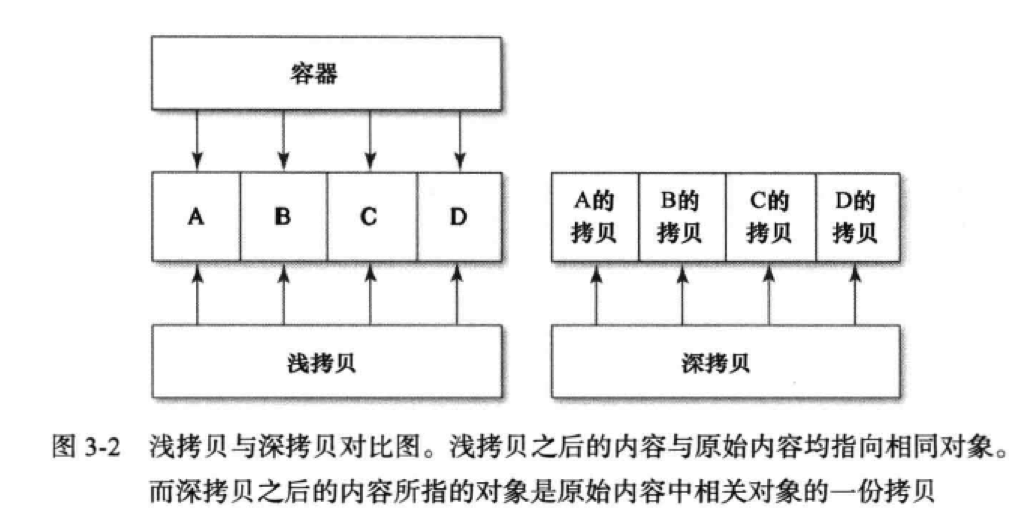 容器
A B C D
A的 B的 C的 D的
拷贝 拷贝 拷贝 拷贝
浅拷贝 深拷贝
图 3-2 浅拷贝与深拷贝对比图。浅拷贝之后的内容与原始内容均指向相同对象。
而深拷贝之后的内容所指的对象是原始内容中相关对象的一份拷贝